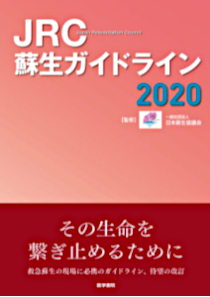 JRC
蘇生ガイドライン
2020
[監修]
一般社団法人
日本蘇生協議会
その生命を
繋ぎ止めるために
救急蘇生の現場に必携のガイドライン、待望の改訂
医学書院